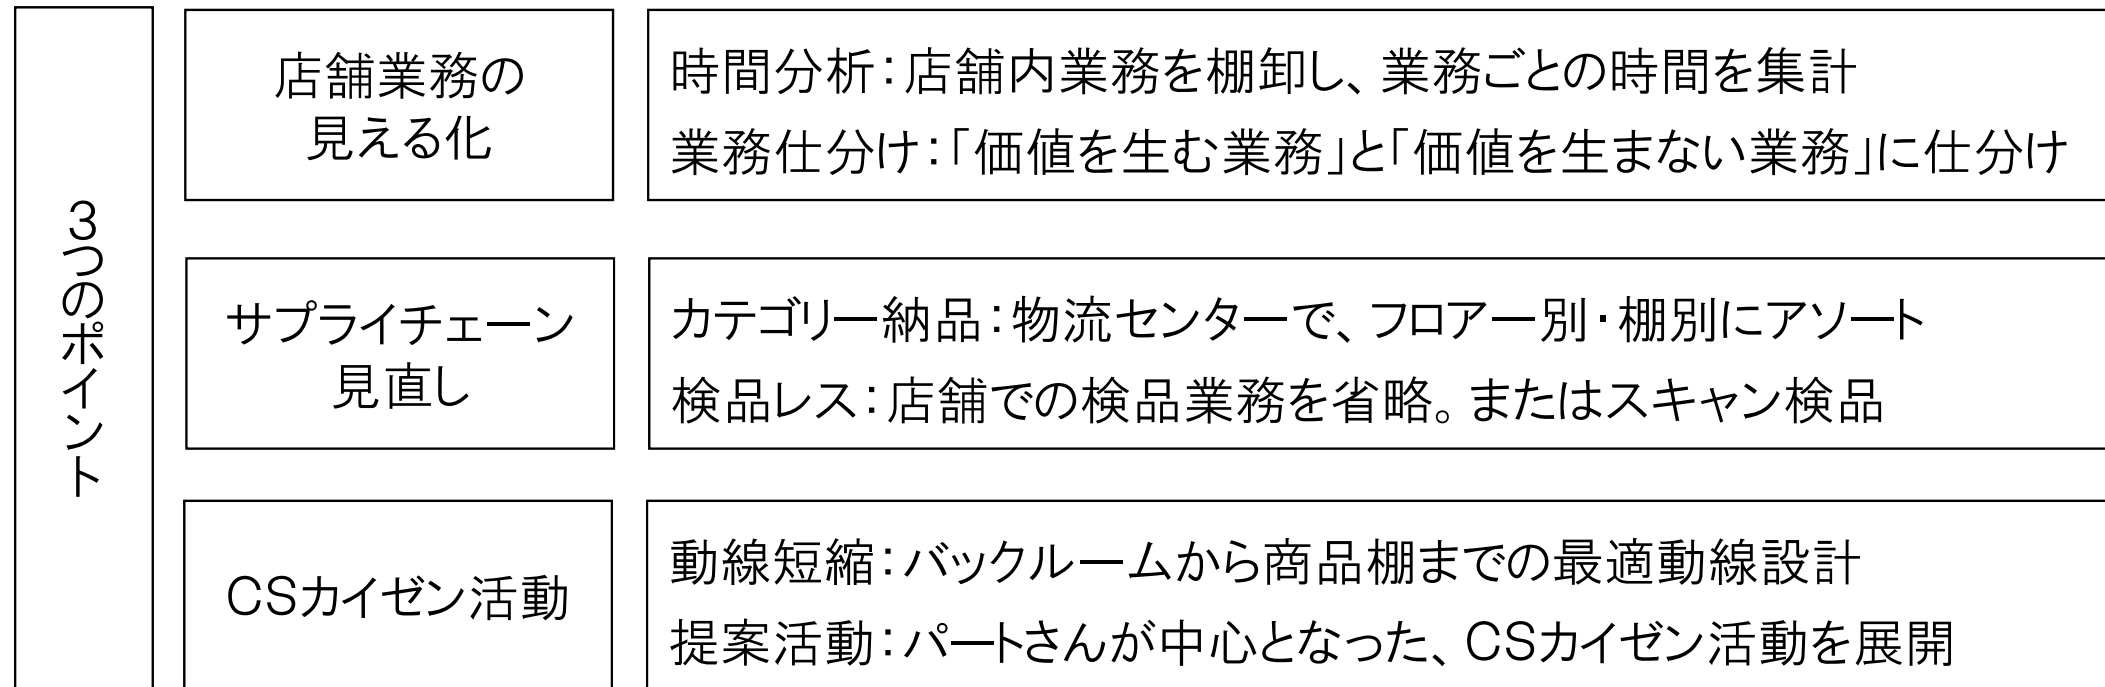 3つのポイント
店舗業務の
見える化
時間分析：店舗内業務を棚卸し、業務ごとの時間を集計
業務仕分け：「価値を生む業務」と「価値を生まない業務」に仕分け
サプライチェーン
見直し
カテゴリー納品：物流センターで、フロアー別・棚別にアソート
検品レス：店舗での検品業務を省略。またはスキャン検品
CSカイゼン活動
動線短縮：バックルームから商品棚までの最適動線設計
提案活動：パートさんが中心となった、CSカイゼン活動を展開